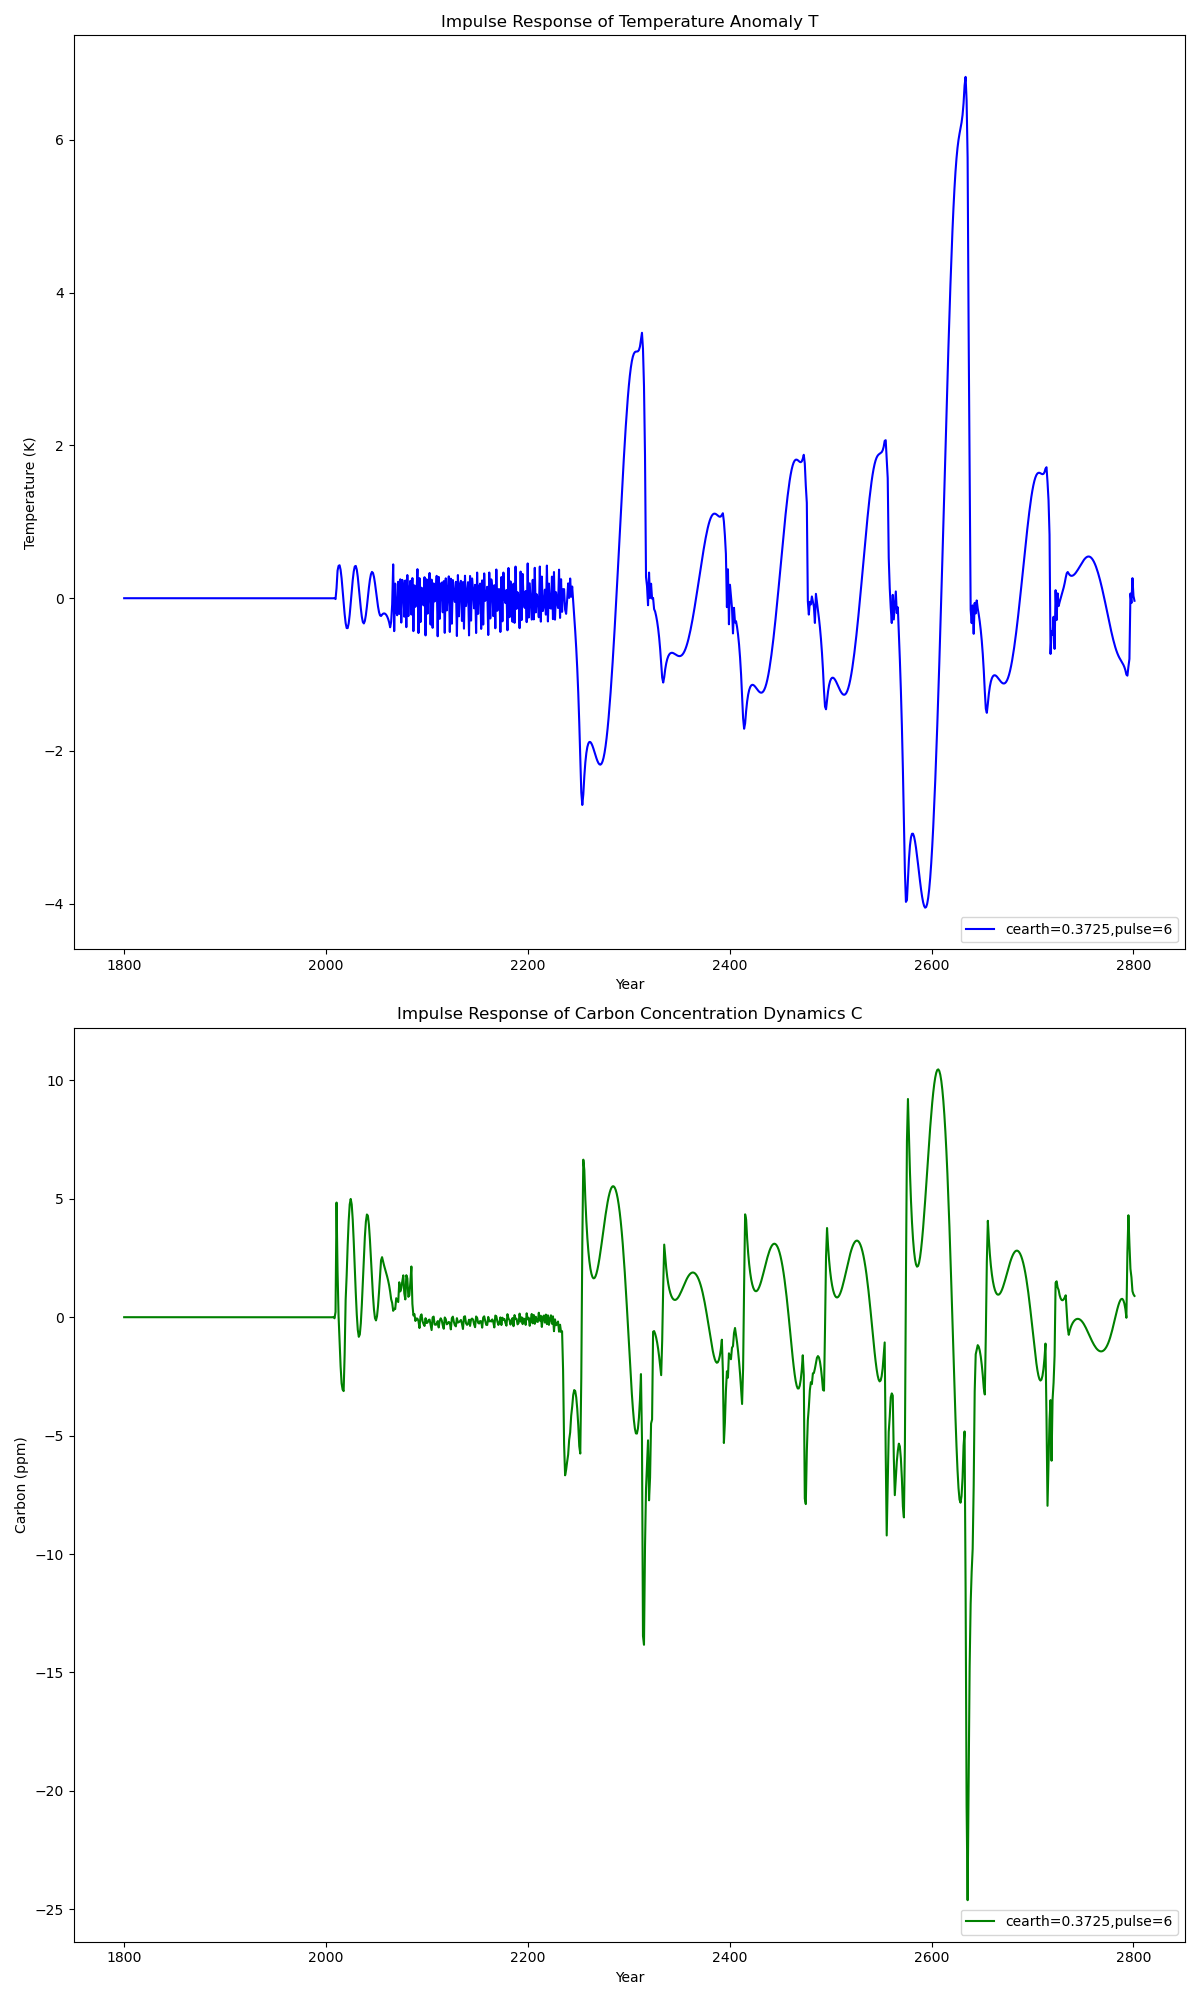 Impulse Response of Temperature Anomaly T
Temperature (K)
6
4
2
0
−2
−4
cearth=0.3725,pulse=6
1800 2000 2200 2400 2600 2800
Year
Impulse Response of Carbon Concentration Dynamics C
Carbon (ppm)
10
5
0
−5
−10
−15
−20
−25
cearth=0.3725,pulse=6
1800 2000 2200 2400 2600 2800
Year